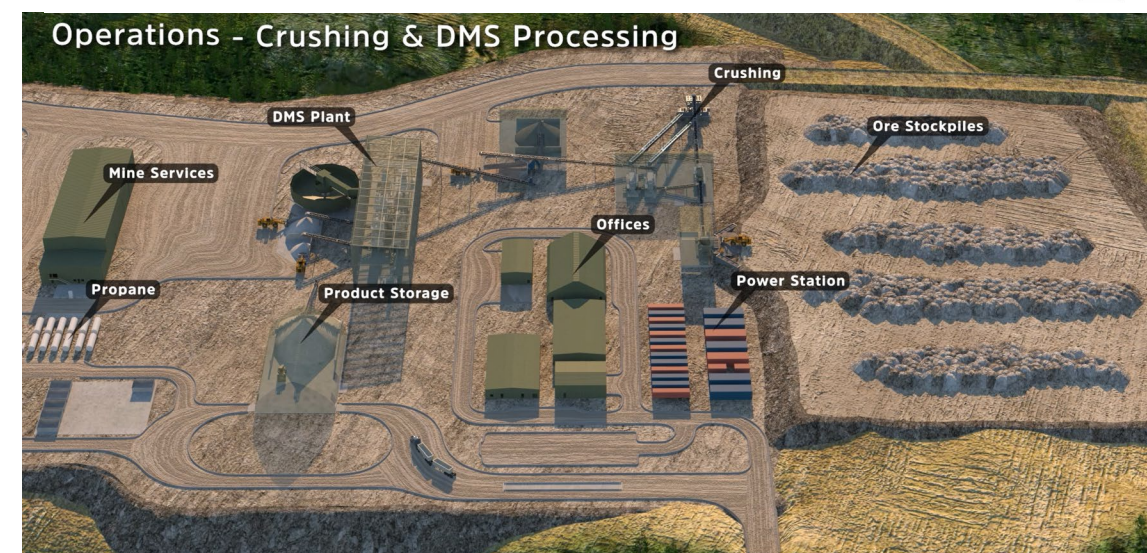 Operations - Crushing & DMS Processing
Crushing
DMS Plant
Ore Stockpiles
Mine Services
Offices
Power Station
Propane
Product Storage